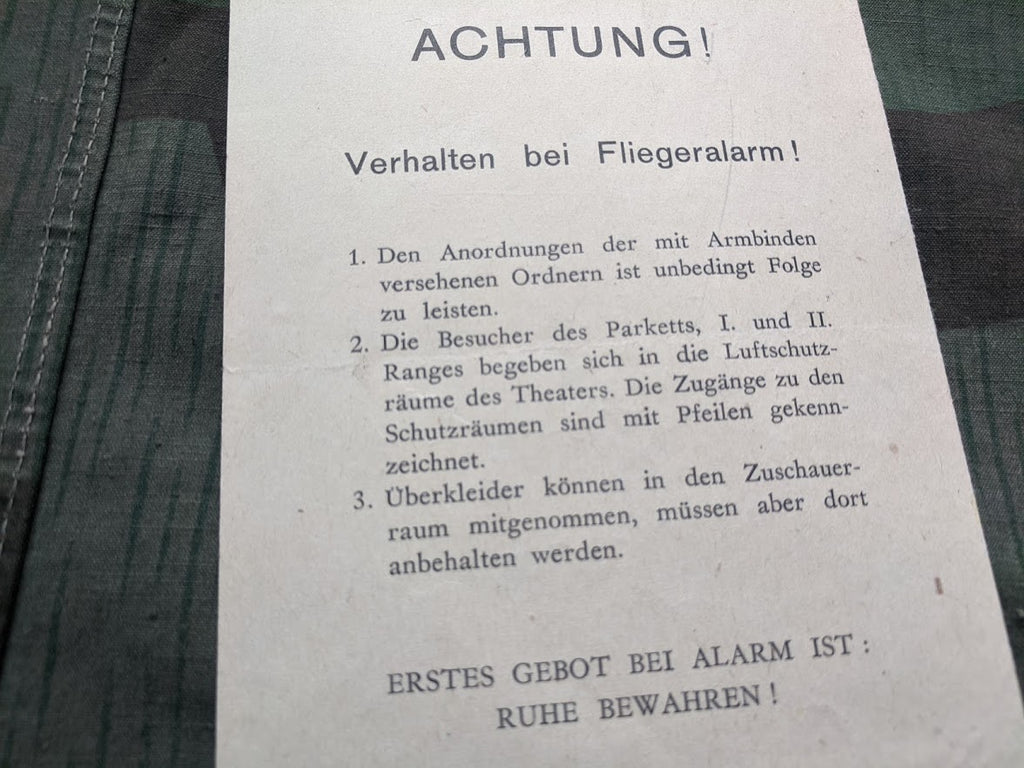 ACHTUNG!
Verhalten bei Fliegeralarm!
1. Den Anordnungen der mit Armbinden
versehenen Ordnern ist unbedingt Folge
zu leisten.
2. Die Besucher des Parketts, I. und II.
Ranges begeben sich in die Luftschutz-
räume des Theaters. Die Zugänge zu den
Schutzräumen sind mit Pfeilen gekenn-
zeichnet.
3. Überkleider können in den Zuschauer-
raum mitgenommen, müssen aber dort
anbehalten werden.
ERSTES GEBOT BEI ALARM IST:
RUHE BEWAHREN!